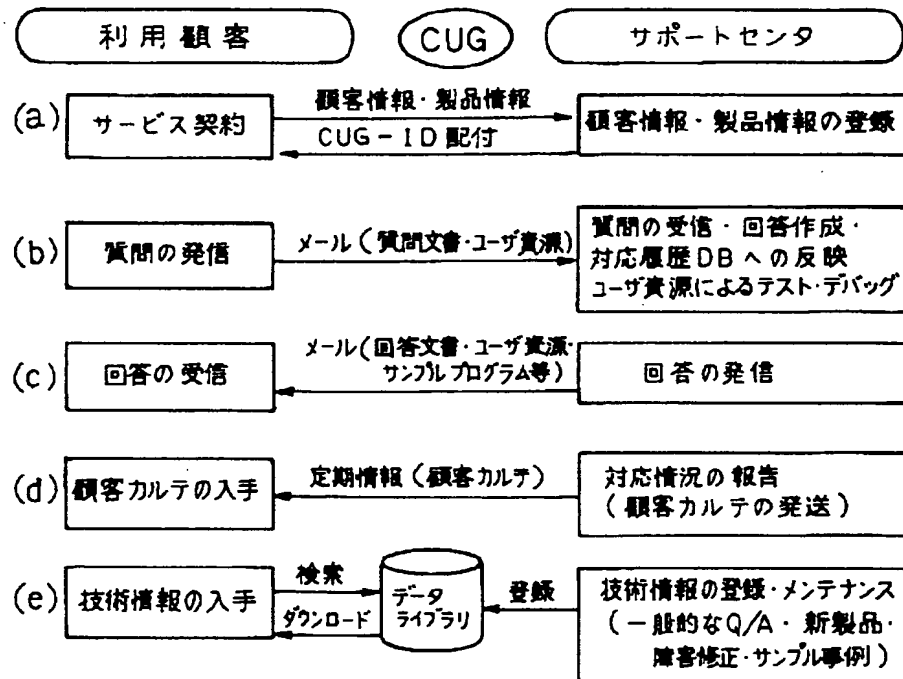 利用顧客 CUG サポートセンタ
顧客情報・製品情報
(a) サービス契約 顧客情報・製品情報の登録
CUG-ID配付
質問の受信・回答作成・
(b) 質問の発信 メール(質問文書・ユーザ資源) 対応履歴DBへの反映
ユーザ資源によるテスト・デバッグ
メール(回答文書・ユーザ資源・
サンプルプログラム等)
(c) 回答の受信 回答の発信
(d) 顧客カルテの入手 定期情報(顧客カルテ) 対応情況の報告
(顧客カルテの発送)
(e) 技術情報の入手 検索 データ 登録 技術情報の登録・メンテナンス
ダウンロード ライブラリ (一般的なQ/A・新製品・
障害修正・サンプル事例)